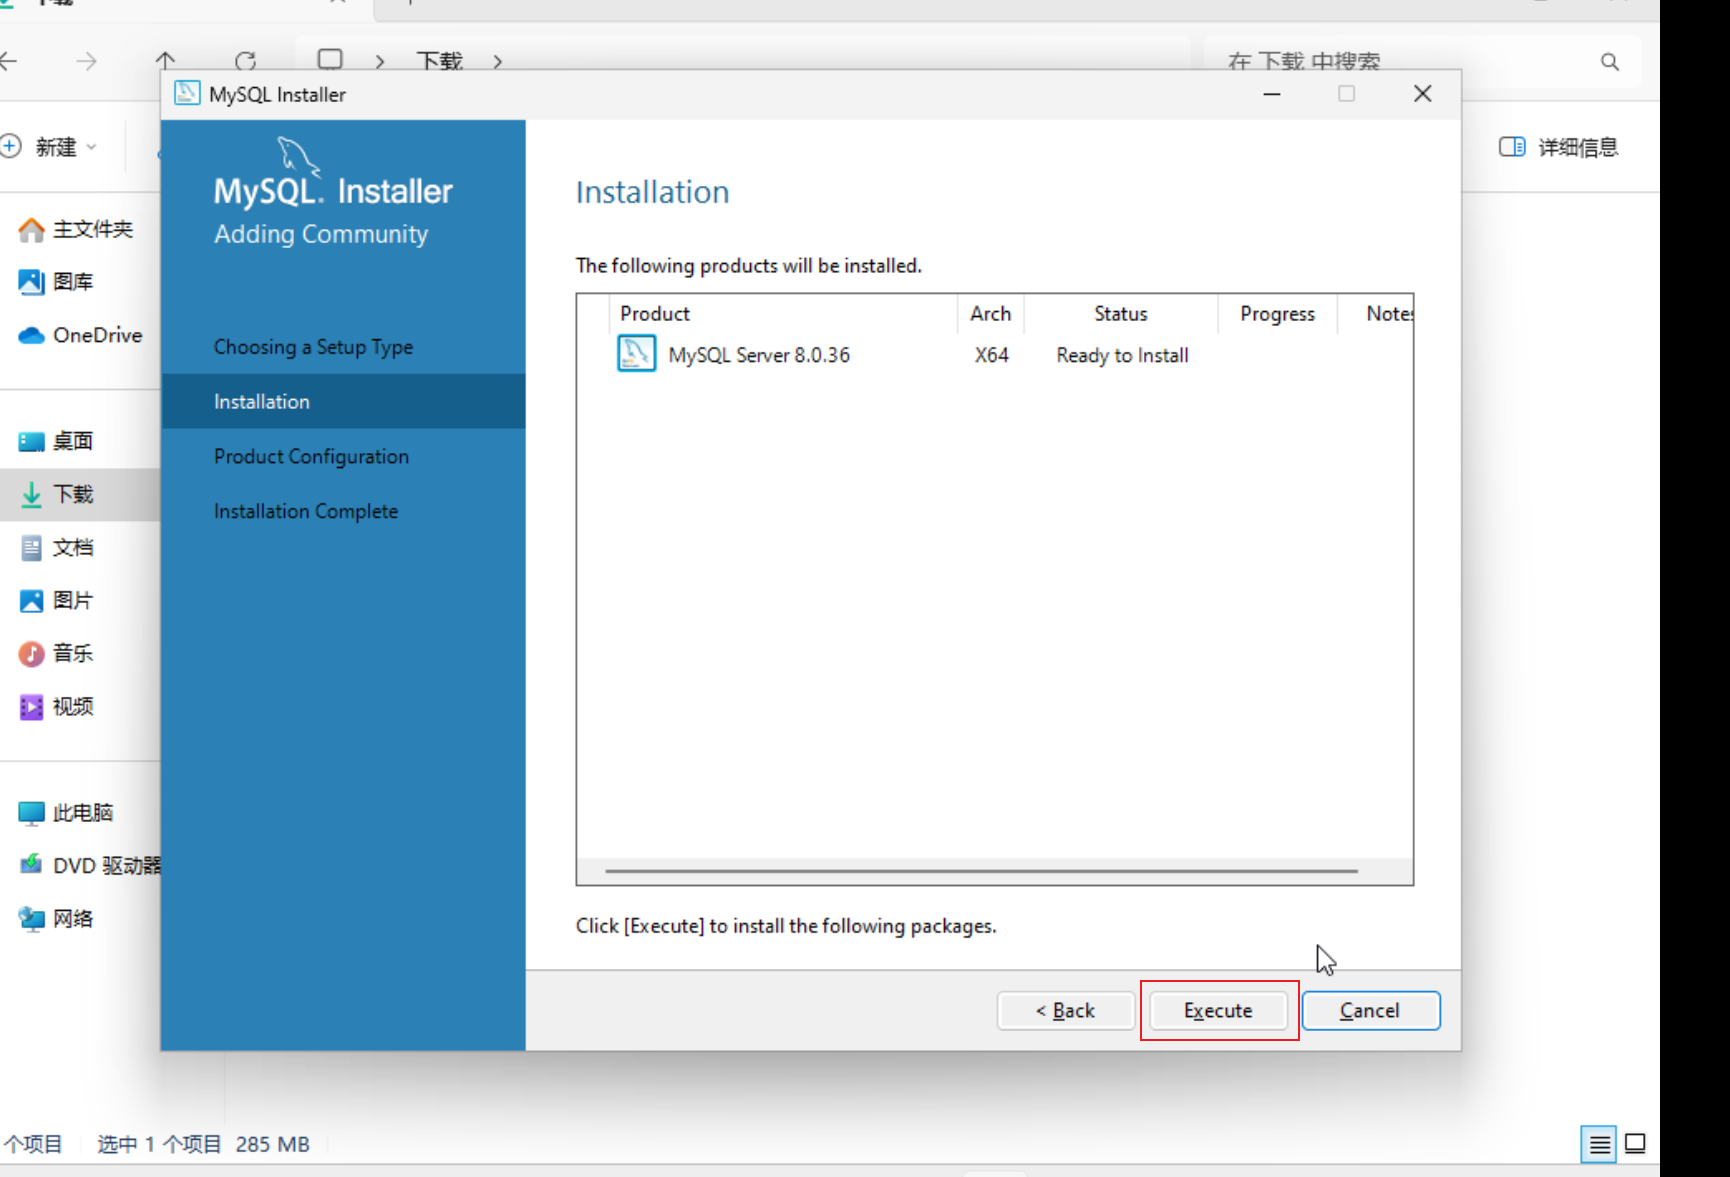 下载
在 下载 中搜索
MySQL Installer
新建
详细信息
MySQL. Installer
Adding Community
Installation
主文件夹
图库
The following products will be installed.
OneDrive
Product Arch Status Progress Notes
MySQL Server 8.0.36 X64 Ready to Install
Choosing a Setup Type
Installation
Product Configuration
Installation Complete
桌面
下载
文档
图片
音乐
视频
此电脑
DVD 驱动器
网络
Click [Execute] to install the following packages.
< Back Execute Cancel
个项目 选中 1 个项目 285 MB